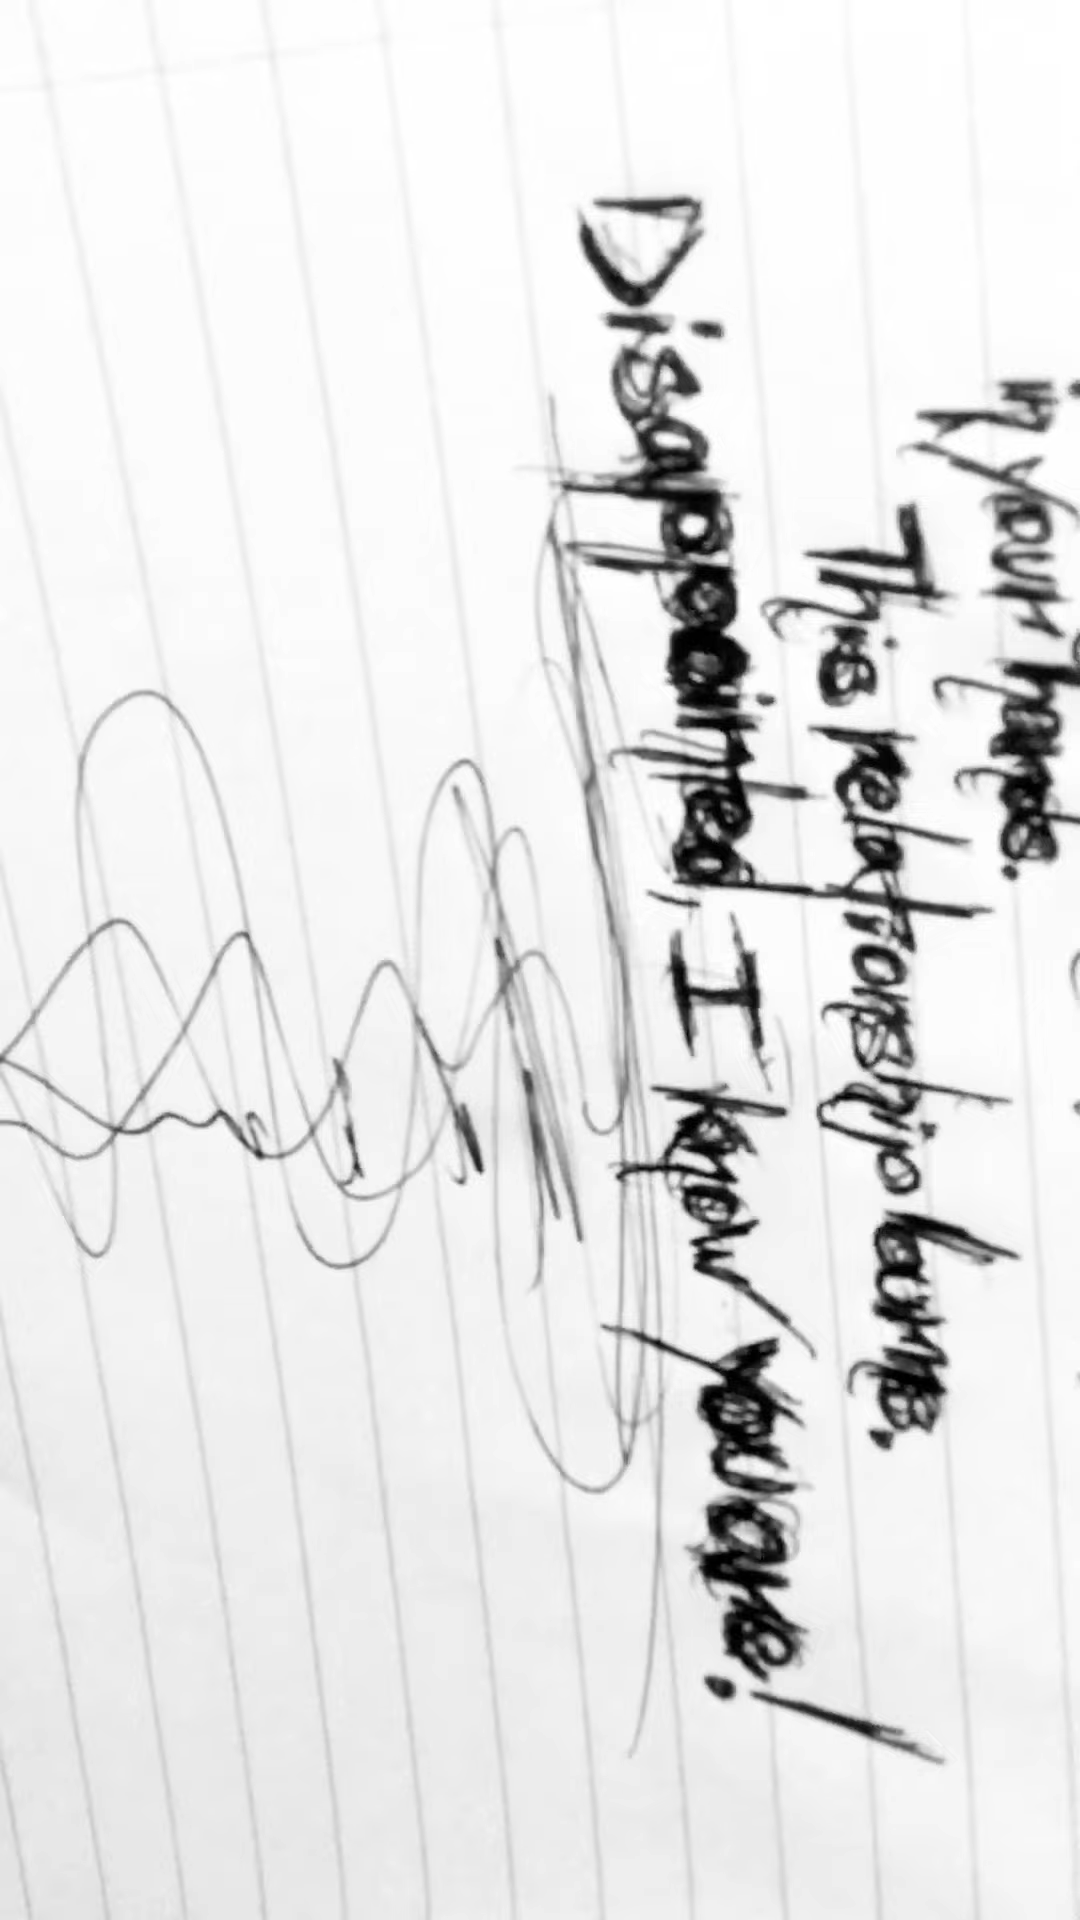 in your hands.
This relationship burns.
Disappointed, I know you are!